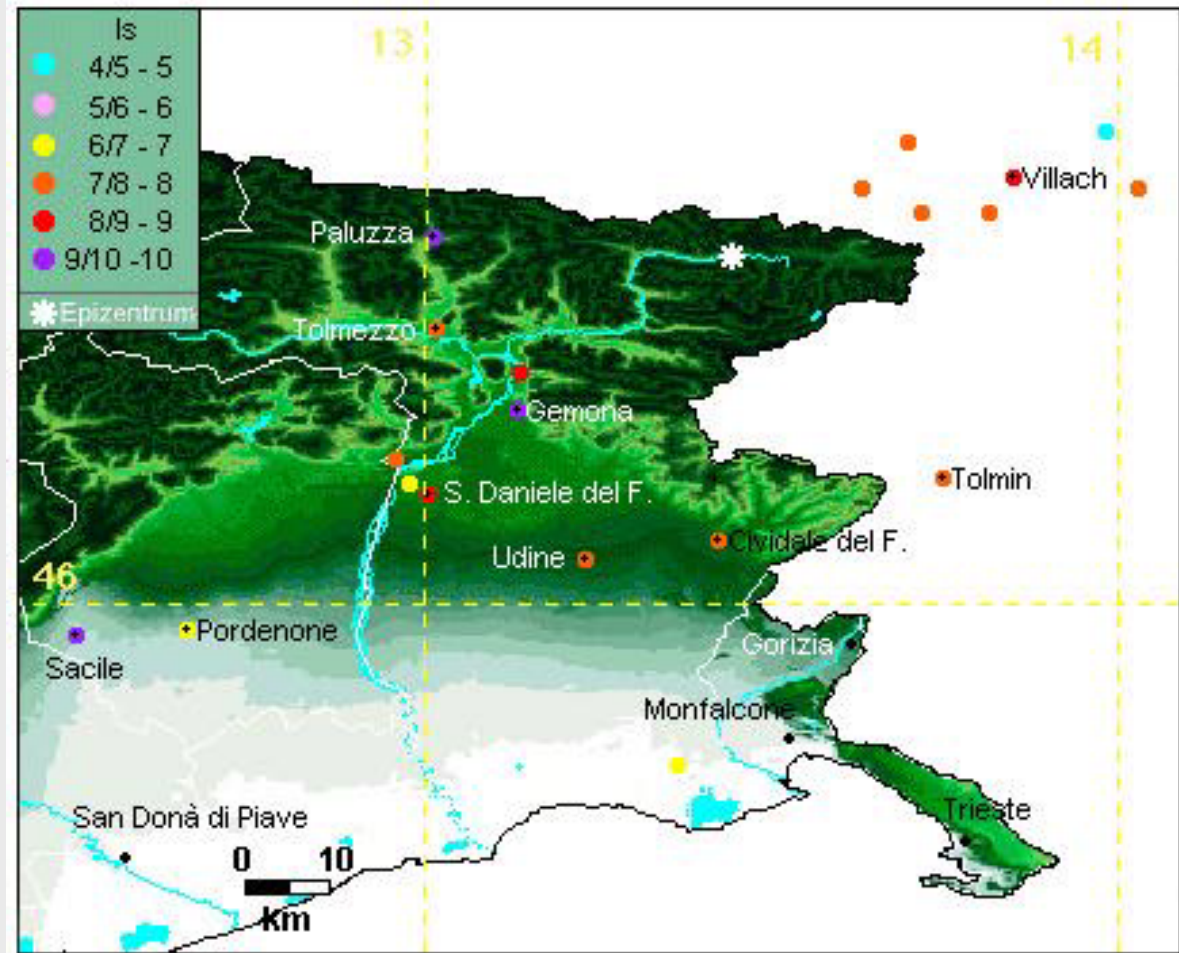 Is
4/5 - 5
5/6 - 6
6/7 - 7
7/8 - 8
8/9 - 9
9/10 -10
Epizentrum
13
14
Villach
Paluzza
Tolmezzo
Gemona
Tolmin
S. Daniele del F.
Cividale del F.
Udine
46
Pordenone
Gorizia
Sacile
Monfalcone
San Donà di Piave
Trieste
0 10
km